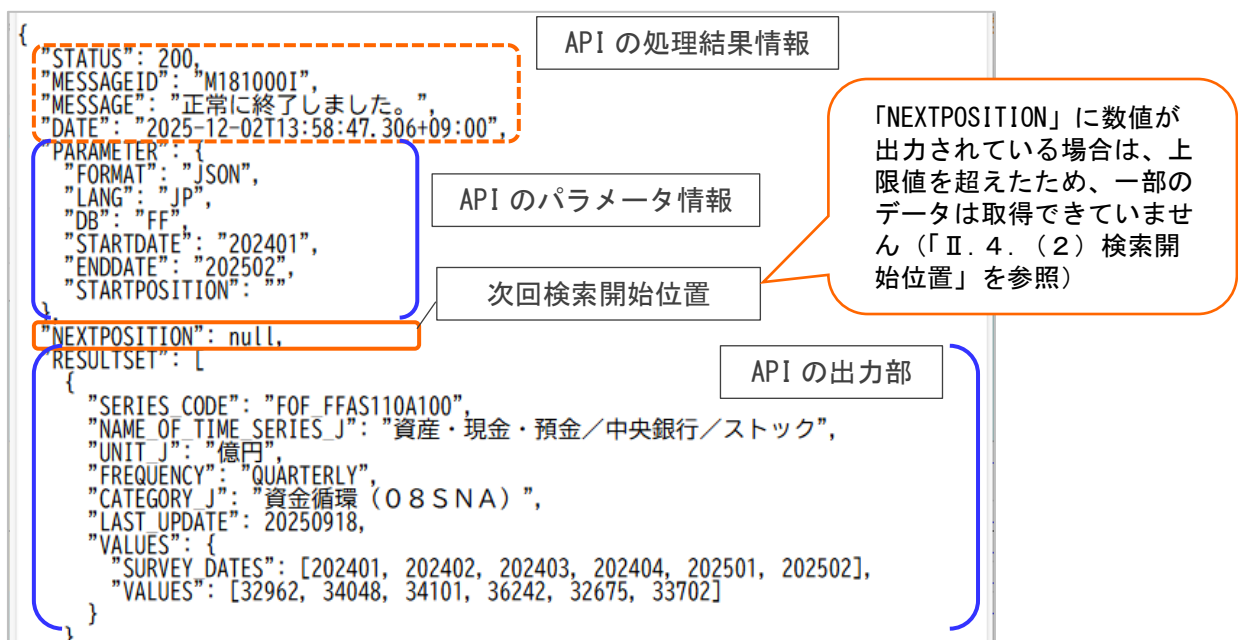 {
"STATUS": 200,
"MESSAGEID": "M181000I",
"MESSAGE": "正常に終了しました。",
"DATE": "2025-12-02T13:58:47.306+09:00",
"PARAMETER": {
"FORMAT": "JSON",
"LANG": "JP",
"DB": "FF",
"STARTDATE": "202401",
"ENDDATE": "202502",
"STARTPOSITION": ""
},
"NEXTPOSITION": null,
"RESULTSET": [
{
"SERIES_CODE": "FOF_FFAS110A100",
"NAME_OF_TIME_SERIES_J": "資産・現金・預金／中央銀行／ストック",
"UNIT_J": "億円",
"FREQUENCY": "QUARTERLY",
"CATEGORY_J": "資金循環（０８ＳＮＡ）",
"LAST_UPDATE": 20250918,
"VALUES": {
"SURVEY_DATES": [202401, 202402, 202403, 202404, 202501, 202502],
"VALUES": [32962, 34048, 34101, 36242, 32675, 33702]
}
}
API の処理結果情報
API のパラメータ情報
次回検索開始位置
API の出力部
「NEXTPOSITION」に数値が
出力されている場合は、上
限値を超えたため、一部の
データは取得できていませ
ん（「Ⅱ．４．（２）検索開
始位置」を参照）